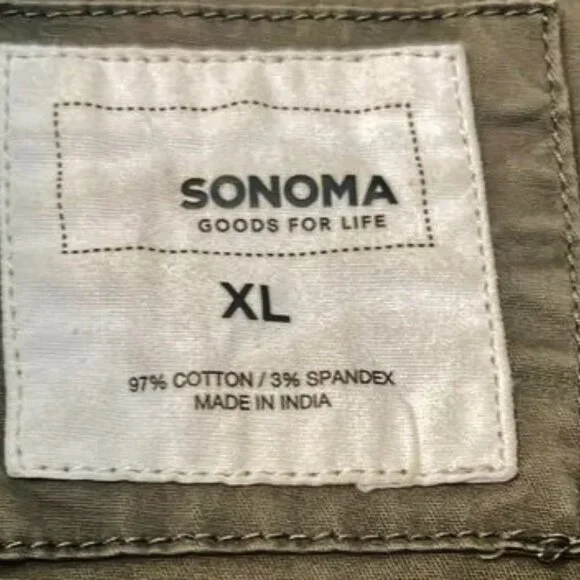 SONOMA
GOODS FOR LIFE
XL
97% COTTON / 3% SPANDEX
MADE IN INDIA